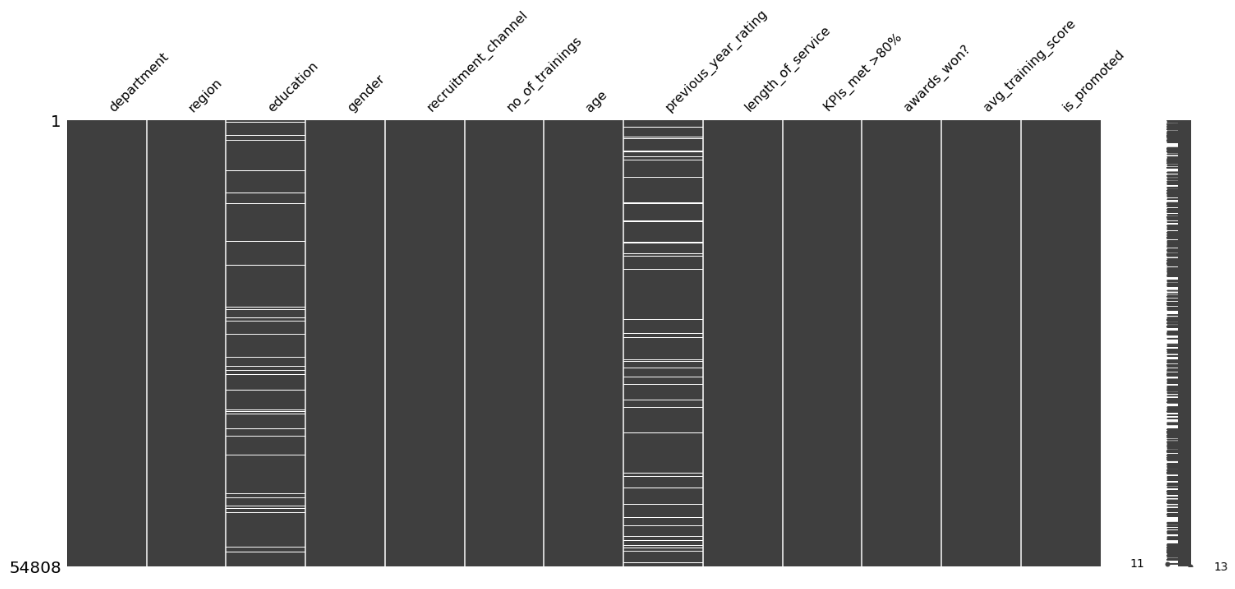 department
region
education
gender
recruitment_channel
no_of_trainings
age
previous_year_rating
length_of_service
KPIs_met >80%
awards_won?
avg_training_score
is_promoted
1
54808
11
13